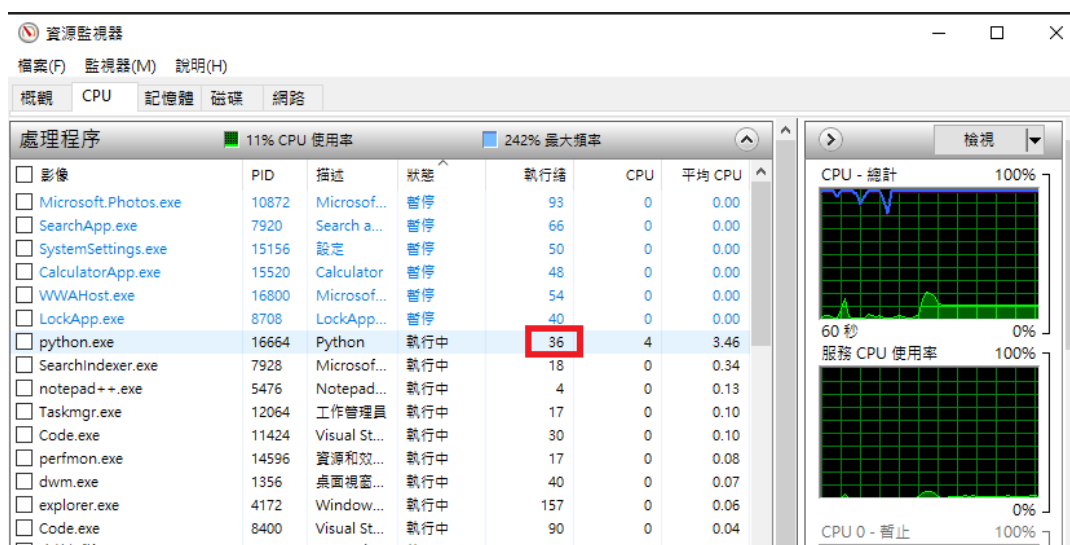 資源監視器
檔案(F) 監視器(M) 說明(H)
概觀 CPU 記憶體 磁碟 網路
處理程序 11% CPU 使用率 242% 最大頻率
影像 PID 描述 狀態 執行緒 CPU 平均 CPU
Microsoft.Photos.exe 10872 Microsof... 暫停 93 0 0.00
SearchApp.exe 7920 Search a... 暫停 66 0 0.00
SystemSettings.exe 15156 設定 暫停 50 0 0.00
CalculatorApp.exe 15520 Calculator 暫停 48 0 0.00
WWAHost.exe 16800 Microsof... 暫停 54 0 0.00
LockApp.exe 8708 LockApp... 暫停 40 0 0.00
python.exe 16664 Python 執行中 36 4 3.46
SearchIndexer.exe 7928 Microsof... 執行中 18 0 0.34
notepad++.exe 5476 Notepad... 執行中 4 0 0.13
Taskmgr.exe 12064 工作管理員 執行中 17 0 0.10
Code.exe 11424 Visual St... 執行中 30 0 0.10
perfmon.exe 14596 資源和效... 執行中 17 0 0.08
dwm.exe 1356 桌面視窗... 執行中 40 0 0.07
explorer.exe 4172 Window... 執行中 157 0 0.06
Code.exe 8400 Visual St... 執行中 90 0 0.04
檢視
CPU - 總計 100%
60 秒 0%
服務 CPU 使用率 100%
0%
CPU 0 - 暫止 100%